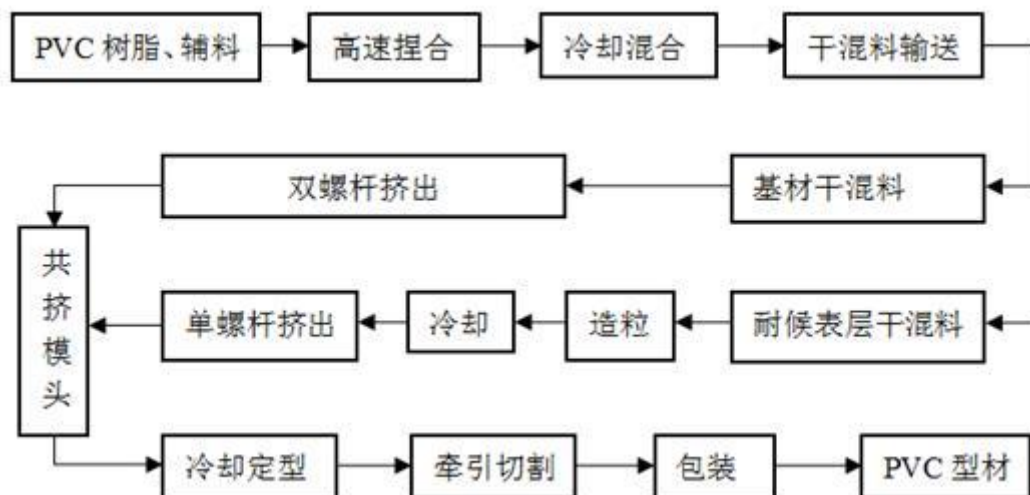 PVC 树脂、辅料
高速捏合
冷却混合
干混料输送
双螺杆挤出
基材干混料
共挤模头
单螺杆挤出
冷却
造粒
耐候表层干混料
冷却定型
牵引切割
包装
PVC 型材